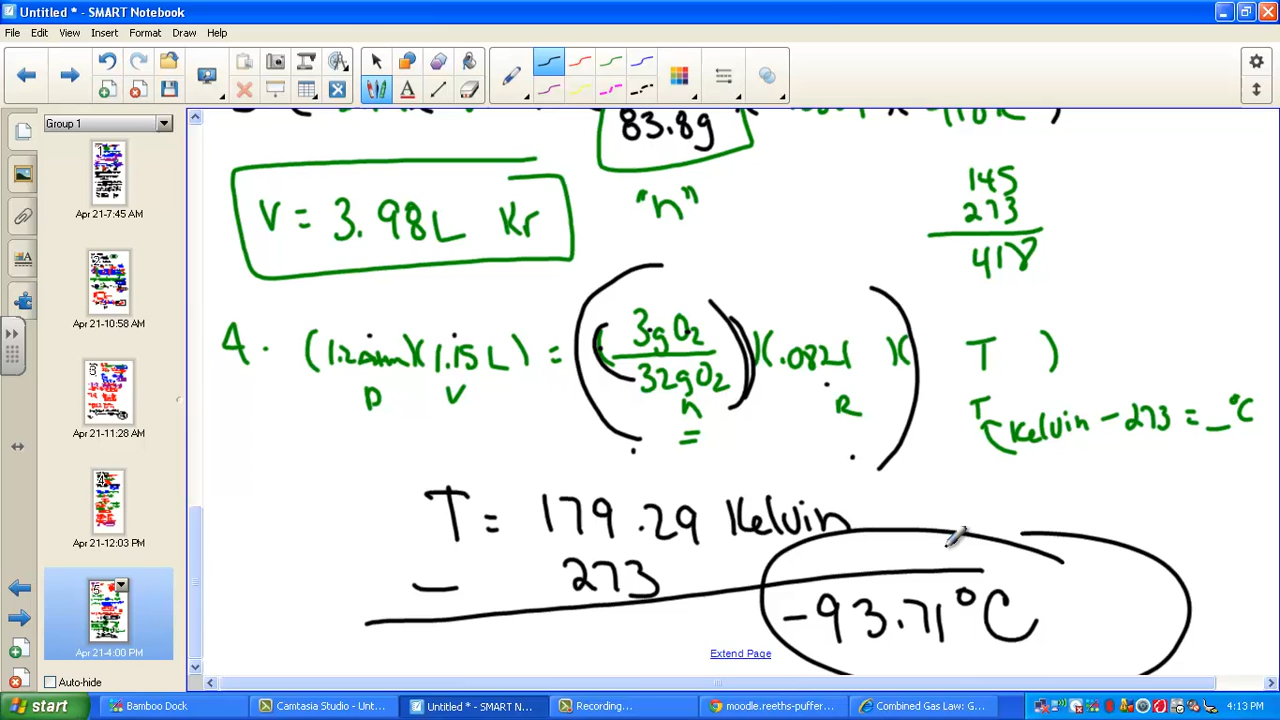 Untitled * - SMART Notebook
File Edit View Insert Format Draw Help
Group 1
Apr 21-7:45 AM
Apr 21-10:58 AM
Apr 21-11:28 AM
Apr 21-12:03 PM
Apr 21-4:00 PM
Auto-hide
83.8g
"n"
V = 3.98L Kr
145
273
418
4. (1.2atm)(1.15L) = (3gO2 / 32gO2)(.0821)( T )
P V n R T
=
Kelvin - 273 = _°C
T = 179.29 Kelvin
- 273
-93.71°C
Extend Page
start Bamboo Dock Camtasia Studio - Unt... Untitled * - SMART N... Recording... moodle.reeths-puffer... Combined Gas Law: G... 4:13 PM